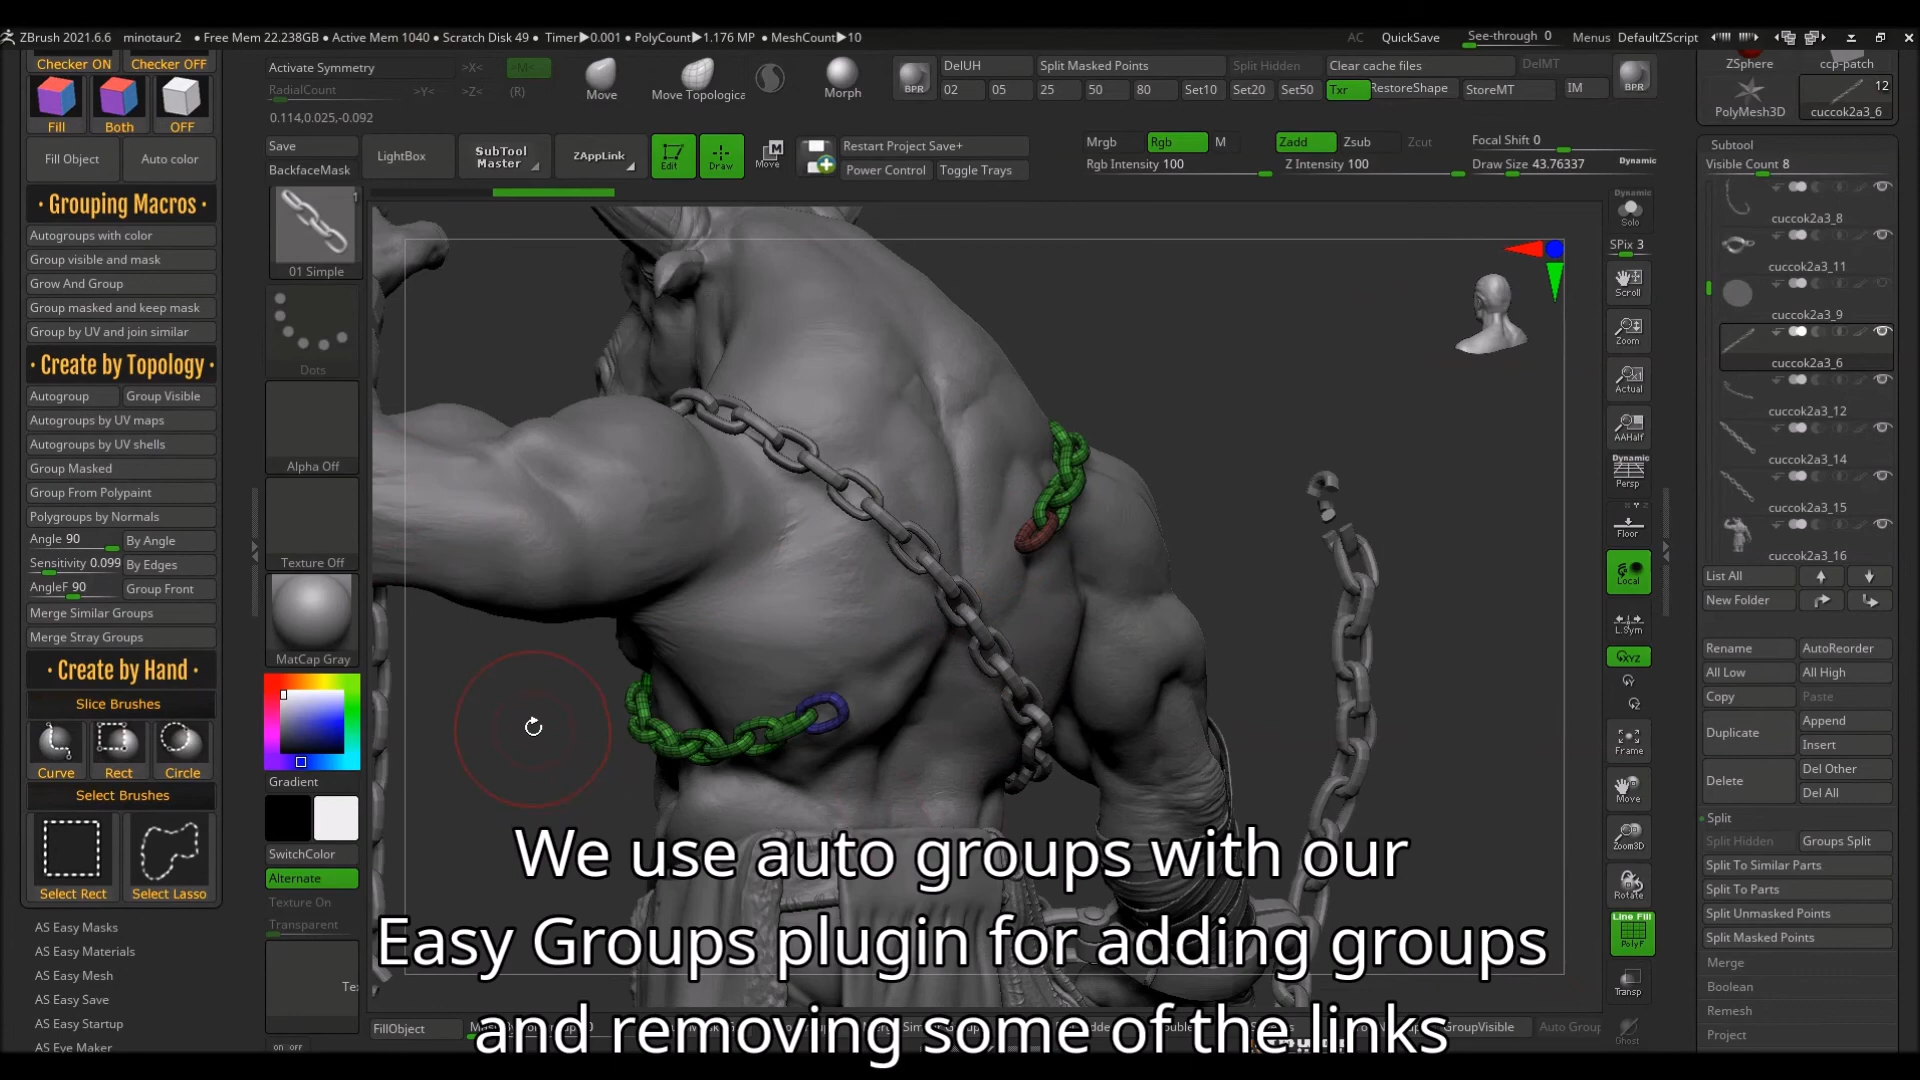 ZBrush 2021.6.6 minotaur2 • Free Mem 22.238GB • Active Mem 1040 • Scratch Disk 49 • Timer▶0.001 • PolyCount▶1.176 MP • MeshCount▶10
AC QuickSave See-through 0 Menus DefaultZScript
Checker ON Checker OFF
Fill Both OFF
Fill Object Auto color
· Grouping Macros ·
Autogroups with color
Group visible and mask
Grow And Group
Group masked and keep mask
Group by UV and join similar
· Create by Topology ·
Autogroup Group Visible
Autogroups by UV maps
Autogroups by UV shells
Group Masked
Group From Polypaint
Polygroups by Normals
Angle 90 By Angle
Sensitivity 0.099 By Edges
AngleF 90 Group Front
Merge Similar Groups
Merge Stray Groups
· Create by Hand ·
Slice Brushes
Curve Rect Circle
Select Brushes
Select Rect Select Lasso
AS Easy Masks
AS Easy Materials
AS Easy Mesh
AS Easy Save
AS Easy Startup
AS Eye Maker
Activate Symmetry >X< >M<
RadialCount >Y< >Z< (R)
0.114,0.025,-0.092
Move Move Topologica Morph
BPR
DelUH Split Masked Points Split Hidden Clear cache files DelMT
02 05 25 50 80 Set10 Set20 Set50 Txr RestoreShape StoreMT IM
BPR
Save
BackfaceMask
LightBox SubTool Master ZAppLink Edit Draw Move
Restart Project Save+
Power Control Toggle Trays
Mrgb Rgb M Zadd Zsub Zcut Focal Shift 0
Rgb Intensity 100 Z Intensity 100 Draw Size 43.76337 Dynamic
1
01 Simple
Dots
Alpha Off
Texture Off
MatCap Gray
Gradient
SwitchColor
Alternate
Texture On
Transparent
Te
on off
Dynamic
Solo
SPix 3
Scroll
Zoom
Actual
AAHalf
Dynamic
Persp
Floor
Local
L.Sym
XYZ
Frame
Move
Zoom3D
Rotate
Line Fill
PolyF
Transp
Ghost
ZSphere ccp-patch
12
PolyMesh3D cuccok2a3_6
Subtool
Visible Count 8
cuccok2a3_8
cuccok2a3_11
cuccok2a3_9
cuccok2a3_6
cuccok2a3_12
cuccok2a3_14
cuccok2a3_15
cuccok2a3_16
List All
New Folder
Rename AutoReorder
All Low All High
Copy Paste
Duplicate Append
Insert
Delete Del Other
Del All
Split
Split Hidden Groups Split
Split To Similar Parts
Split To Parts
Split Unmasked Points
Split Masked Points
Merge
Boolean
Remesh
Project
We use auto groups with our
Easy Groups plugin for adding groups
and removing some of the links
FillObject GroupVisible Auto Grou